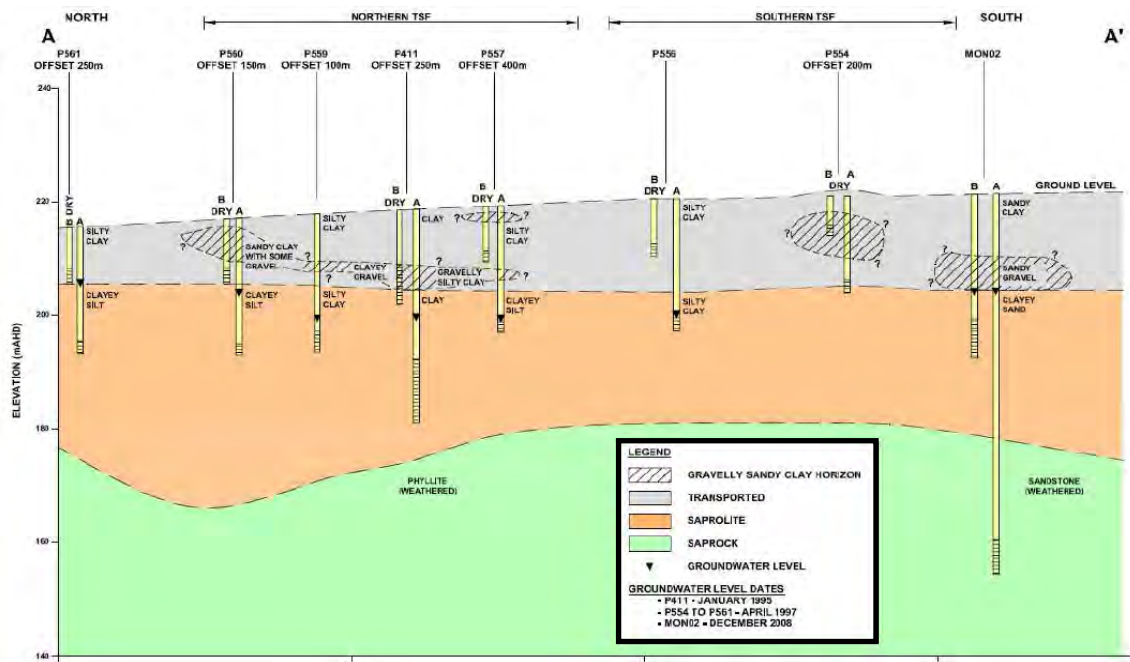 NORTH
NORTHERN TSF
SOUTHERN TSF
SOUTH
A
A'
P561
OFFSET 250m
P560
OFFSET 150m
P559
OFFSET 100m
P411
OFFSET 250m
P557
OFFSET 400m
P556
P554
OFFSET 200m
MON02
240
220
200
180
160
140
ELEVATION (mAHD)
GROUND LEVEL
DRY
B A
SILTY
CLAY
CLAYEY
SILT
B
DRY A
SANDY CLAY
WITH SOME
GRAVEL
CLAYEY
SILT
?
SILTY
CLAY
?
SILTY
CLAY
B
DRY A
CLAY
CLAYEY
GRAVEL
?
GRAVELLY
SILTY CLAY
CLAY
B
DRY A
? ?
SILTY
CLAY
?
?
CLAYEY
SILT
B
DRY A
SILTY
CLAY
SILTY
CLAY
B A
DRY
? ?
? ?
B A
SANDY
CLAY
? ?
SANDY
GRAVEL
? ?
CLAYEY
SAND
PHYLLITE
(WEATHERED)
SANDSTONE
(WEATHERED)
LEGEND
GRAVELLY SANDY CLAY HORIZON
TRANSPORTED
SAPROLITE
SAPROCK
GROUNDWATER LEVEL
GROUNDWATER LEVEL DATES
- P411 - JANUARY 1995
- P554 TO P561 - APRIL 1997
- MON02 - DECEMBER 2008